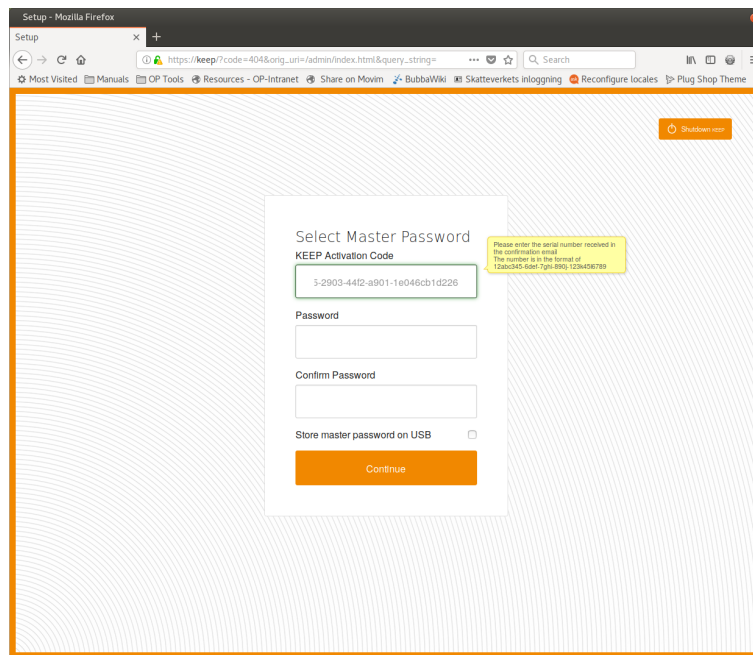 Setup - Mozilla Firefox
Setup × +
https://keep/?code=404&orig_uri=/admin/index.html&query_string= ··· Search
Most Visited Manuals OP Tools Resources - OP-Intranet Share on Movim BubbaWiki Skatteverkets inloggning Reconfigure locales Plug Shop Theme
Shutdown KEEP
Select Master Password
KEEP Activation Code
Please enter the serial number received in
the confirmation email
The number is in the format of
12abc345-6def-7ghi-890j-123k45l6789
5-2903-44f2-a901-1e046cb1d226
Password
Confirm Password
Store master password on USB
Continue